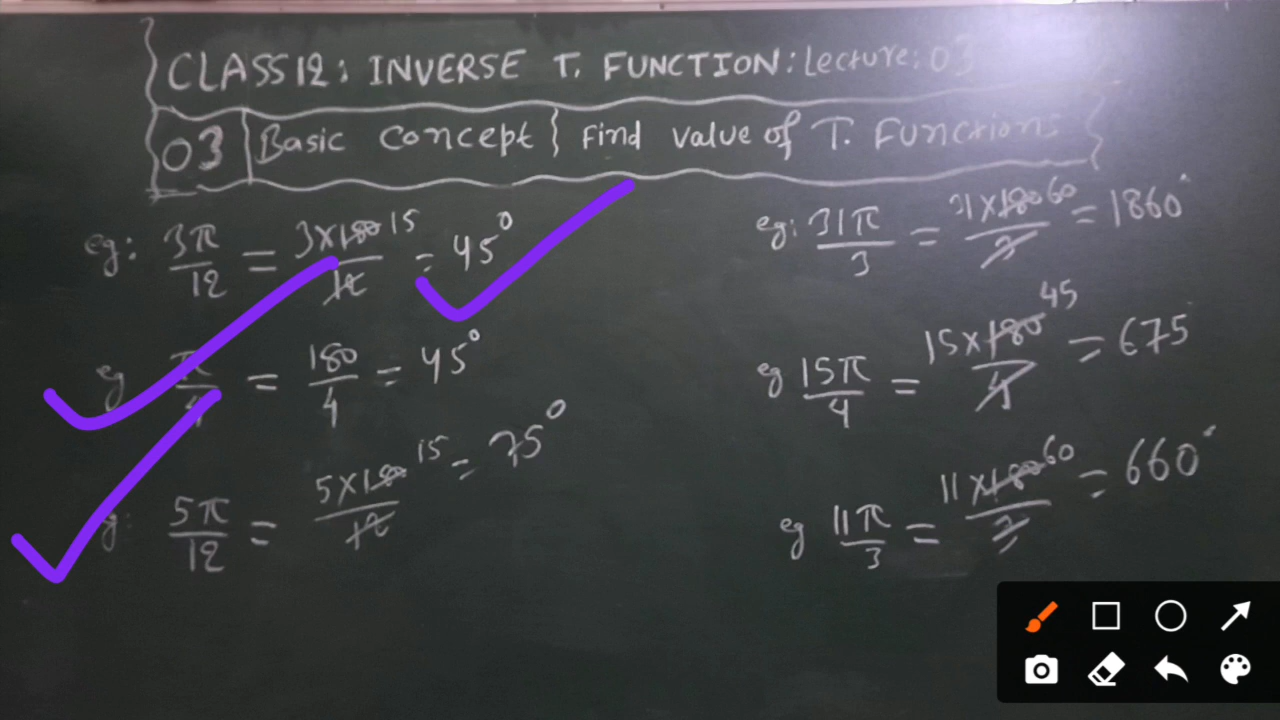 CLASS 12: INVERSE T. FUNCTION: Lecture: 03
03 Basic Concept } Find value of T. Function:
eg: 3π/12 = 3×180/12 15 = 45°
eg π/4 = 180/4 = 45°
g: 5π/12 = 5×180/12 15 = 75°
eg: 31π/3 = 31×180/3 60 = 1860°
eg 15π/4 = 15×180/4 45 = 675
eg 11π/3 = 11×180/3 60 = 660°